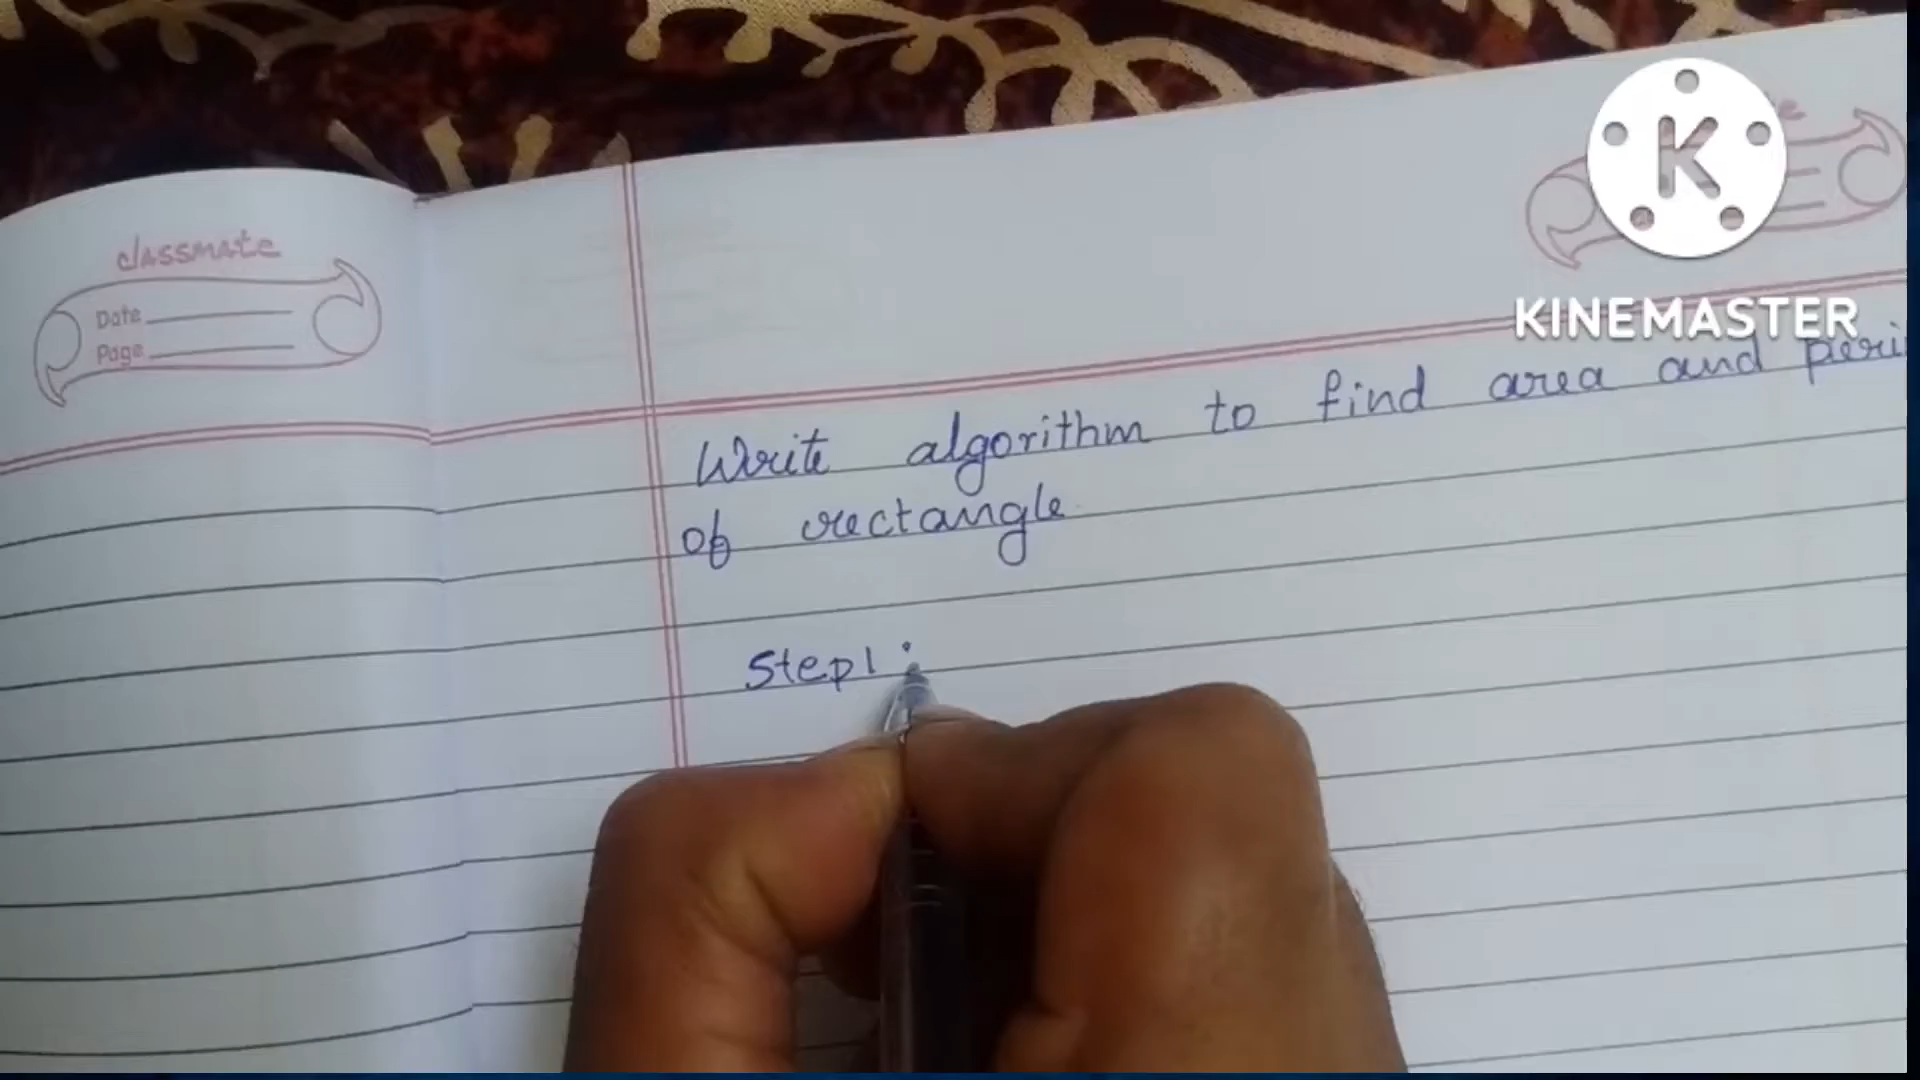 classmate
Date
Page
KINEMASTER
Write algorithm to find area and peri
of rectangle
Step1 :